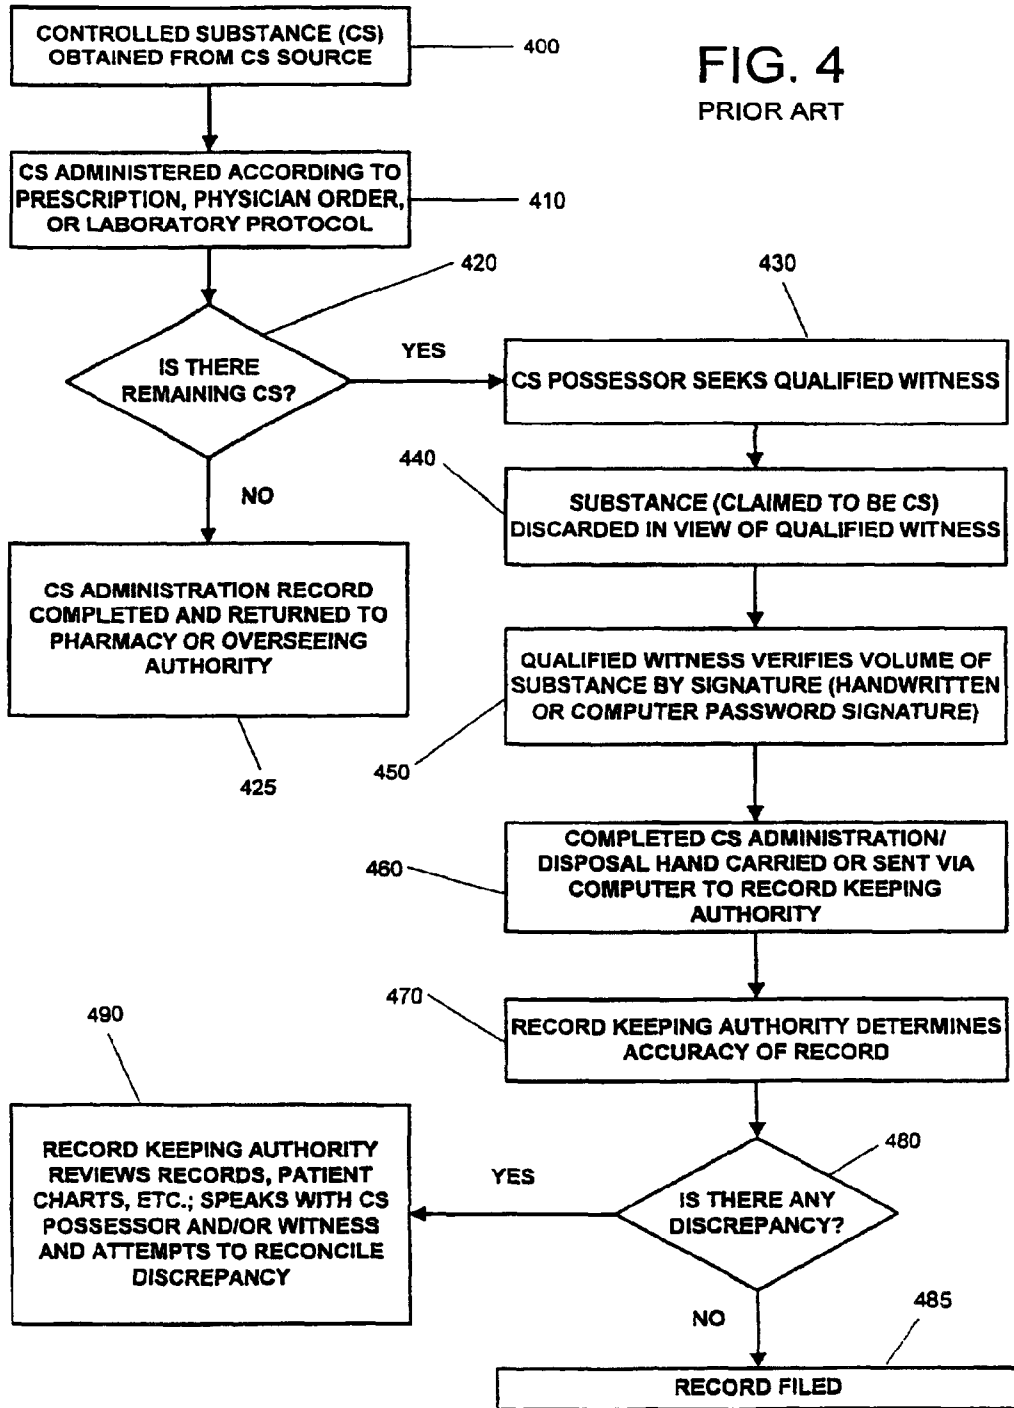 CONTROLLED SUBSTANCE (CS)
OBTAINED FROM CS SOURCE
400
FIG. 4
PRIOR ART
CS ADMINISTERED ACCORDING TO
PRESCRIPTION, PHYSICIAN ORDER,
OR LABORATORY PROTOCOL
410
420
IS THERE
REMAINING CS?
YES
NO
430
CS POSSESSOR SEEKS QUALIFIED WITNESS
440
SUBSTANCE (CLAIMED TO BE CS)
DISCARDED IN VIEW OF QUALIFIED WITNESS
CS ADMINISTRATION RECORD
COMPLETED AND RETURNED TO
PHARMACY OR OVERSEEING
AUTHORITY
425
QUALIFIED WITNESS VERIFIES VOLUME OF
SUBSTANCE BY SIGNATURE (HANDWRITTEN
OR COMPUTER PASSWORD SIGNATURE)
450
COMPLETED CS ADMINISTRATION/
DISPOSAL HAND CARRIED OR SENT VIA
COMPUTER TO RECORD KEEPING
AUTHORITY
460
470
RECORD KEEPING AUTHORITY DETERMINES
ACCURACY OF RECORD
480
IS THERE ANY
DISCREPANCY?
YES
490
RECORD KEEPING AUTHORITY
REVIEWS RECORDS, PATIENT
CHARTS, ETC.; SPEAKS WITH CS
POSSESSOR AND/OR WITNESS
AND ATTEMPTS TO RECONCILE
DISCREPANCY
NO
485
RECORD FILED